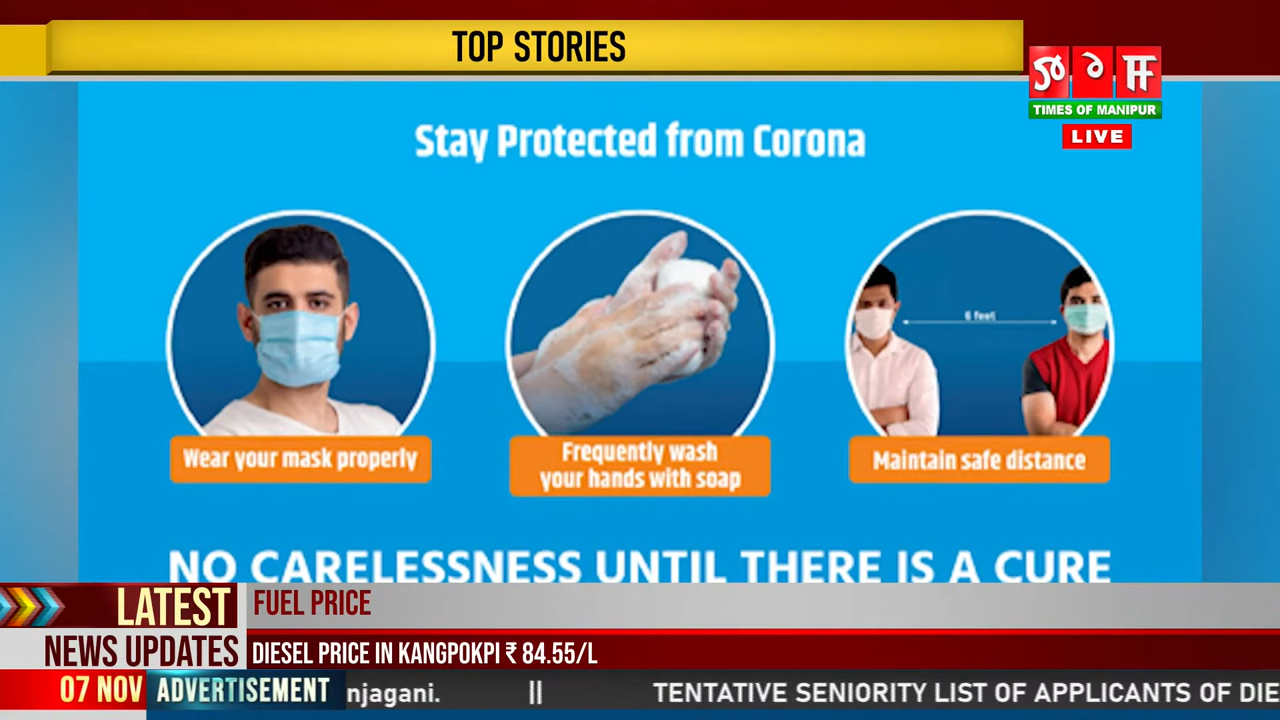 TOP STORIES
ꯇꯣꯝ
TIMES OF MANIPUR
LIVE
Stay Protected from Corona
6 feet
Wear your mask properly
Frequently wash
your hands with soap
Maintain safe distance
NO CARELESSNESS UNTIL THERE IS A CURE
LATEST
NEWS UPDATES
FUEL PRICE
DIESEL PRICE IN KANGPOKPI ₹ 84.55/L
07 NOV
ADVERTISEMENT
njagani. || TENTATIVE SENIORITY LIST OF APPLICANTS OF DIE